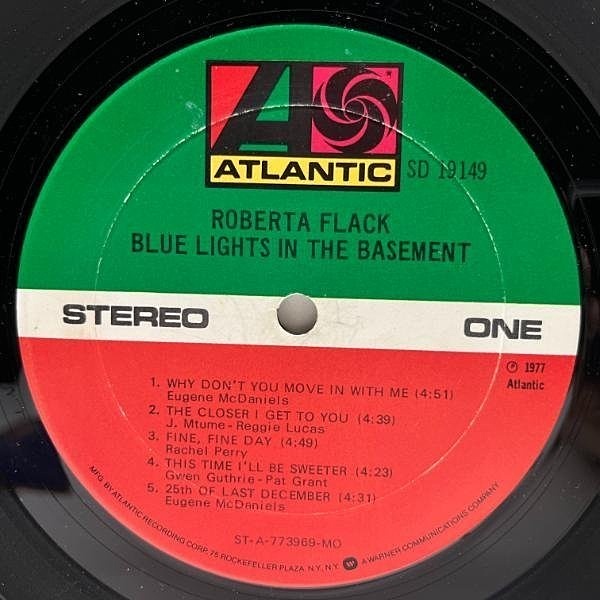 ATLANTIC
SD 19149
ROBERTA FLACK
BLUE LIGHTS IN THE BASEMENT
STEREO
ONE
℗ 1977
Atlantic
1. WHY DON'T YOU MOVE IN WITH ME (4:51)
Eugene McDaniels
2. THE CLOSER I GET TO YOU (4:39)
J. Mtume-Reggie Lucas
3. FINE, FINE DAY (4:49)
Rachel Perry
4. THIS TIME I'LL BE SWEETER (4:23)
Gwen Guthrie-Pat Grant
5. 25th OF LAST DECEMBER (4:31)
Eugene McDaniels
ST-A-773969-MO
MFG. BY ATLANTIC RECORDING CORP., 75 ROCKEFELLER PLAZA, N.Y., N.Y. A WARNER COMMUNICATIONS COMPANY